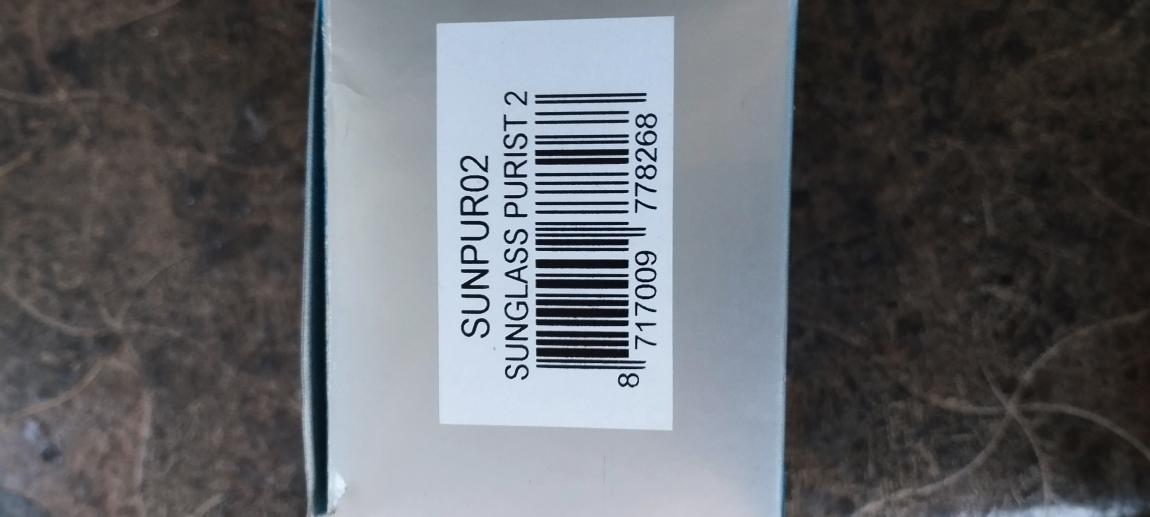 SUNPUR02
SUNGLASS PURIST 2
8 717009 778268